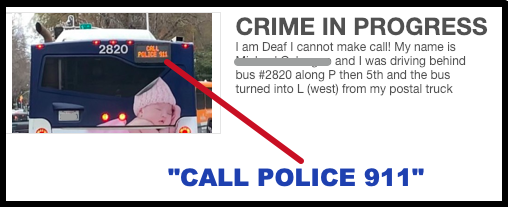 CRIME IN PROGRESS
I am Deaf I cannot make call! My name is
and I was driving behind
bus #2820 along P then 5th and the bus
turned into L (west) from my postal truck
2820
CALL
POLICE 911
"CALL POLICE 911"